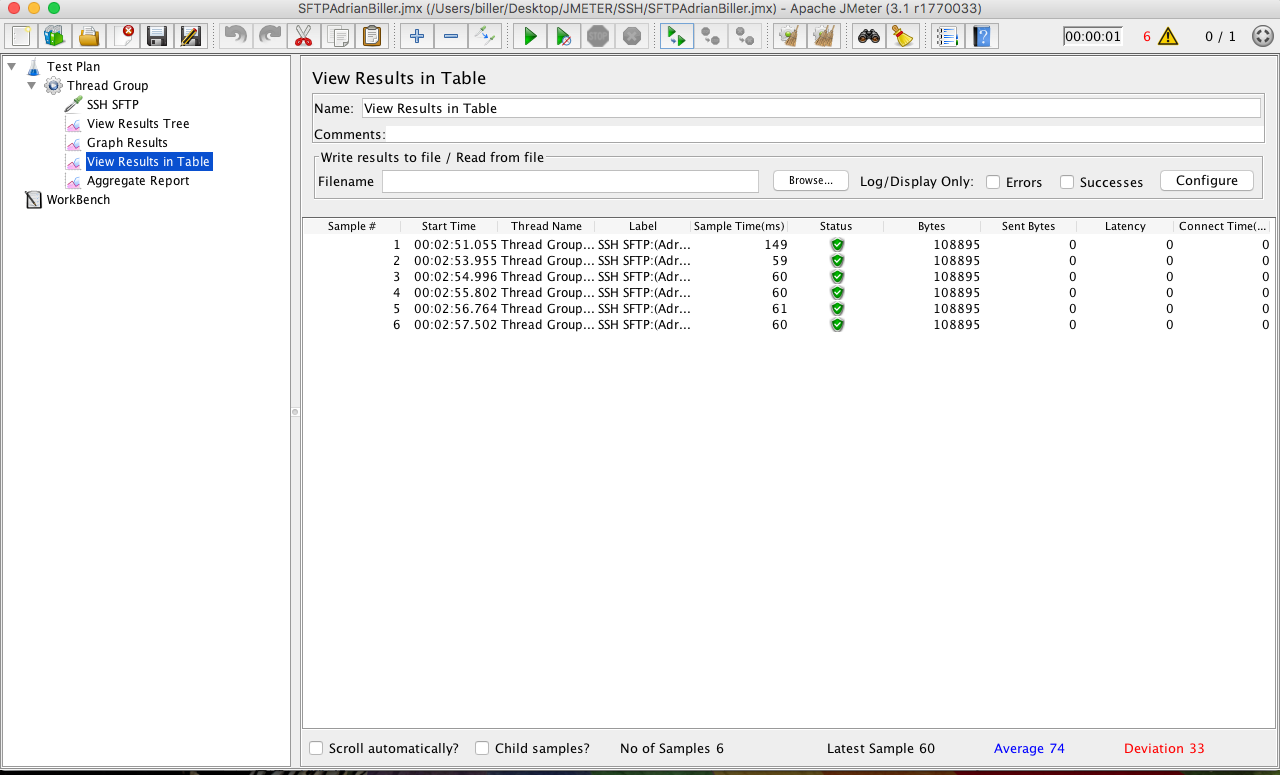 SFTPAdrianBiller.jmx (/Users/biller/Desktop/JMETER/SSH/SFTPAdrianBiller.jmx) - Apache JMeter (3.1 r1770033)
STOP 00:00:01 6 0 / 1
Test Plan
Thread Group
SSH SFTP
View Results Tree
Graph Results
View Results in Table
Aggregate Report
WorkBench
View Results in Table
Name: View Results in Table
Comments:
Write results to file / Read from file
Filename Browse... Log/Display Only: Errors Successes Configure
Sample # Start Time Thread Name Label Sample Time(ms) Status Bytes Sent Bytes Latency Connect Time(...
1 00:02:51.055 Thread Group... SSH SFTP:(Adr... 149 108895 0 0 0
2 00:02:53.955 Thread Group... SSH SFTP:(Adr... 59 108895 0 0 0
3 00:02:54.996 Thread Group... SSH SFTP:(Adr... 60 108895 0 0 0
4 00:02:55.802 Thread Group... SSH SFTP:(Adr... 60 108895 0 0 0
5 00:02:56.764 Thread Group... SSH SFTP:(Adr... 61 108895 0 0 0
6 00:02:57.502 Thread Group... SSH SFTP:(Adr... 60 108895 0 0 0
Scroll automatically? Child samples? No of Samples 6 Latest Sample 60 Average 74 Deviation 33